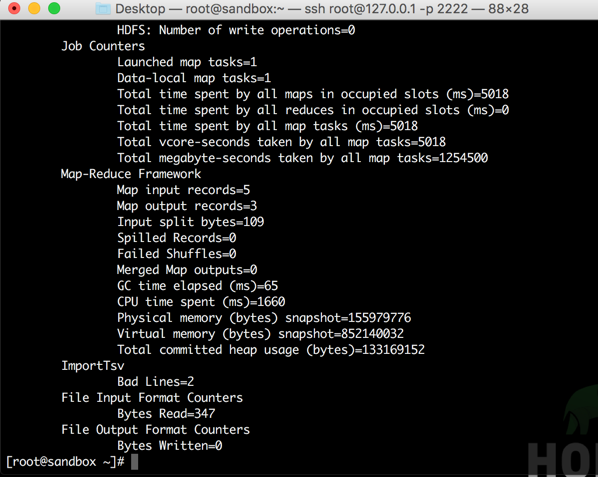 Desktop — root@sandbox:~ — ssh root@127.0.0.1 -p 2222 — 88×28
HDFS: Number of write operations=0
Job Counters
Launched map tasks=1
Data-local map tasks=1
Total time spent by all maps in occupied slots (ms)=5018
Total time spent by all reduces in occupied slots (ms)=0
Total time spent by all map tasks (ms)=5018
Total vcore-seconds taken by all map tasks=5018
Total megabyte-seconds taken by all map tasks=1254500
Map-Reduce Framework
Map input records=5
Map output records=3
Input split bytes=109
Spilled Records=0
Failed Shuffles=0
Merged Map outputs=0
GC time elapsed (ms)=65
CPU time spent (ms)=1660
Physical memory (bytes) snapshot=155979776
Virtual memory (bytes) snapshot=852140032
Total committed heap usage (bytes)=133169152
ImportTsv
Bad Lines=2
File Input Format Counters
Bytes Read=347
File Output Format Counters
Bytes Written=0
[root@sandbox ~]#